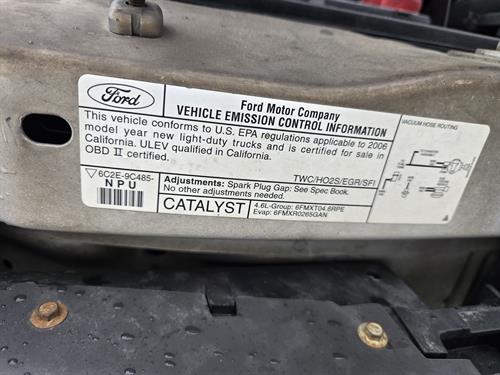 Ford
Ford Motor Company
VEHICLE EMISSION CONTROL INFORMATION
This vehicle conforms to U.S. EPA regulations applicable to 2006
model year new light-duty trucks and is certified for sale in
California. ULEV qualified in California.
OBD II certified.
TWC/HO2S/EGR/SFI
6C2E-9C485-
NPU
Adjustments: Spark Plug Gap: See Spec Book.
No other adjustments needed.
CATALYST
4.6L-Group: 6FMXT04.6RPE
Evap: 6FMXR0265GAN
VACUUM HOSE ROUTING